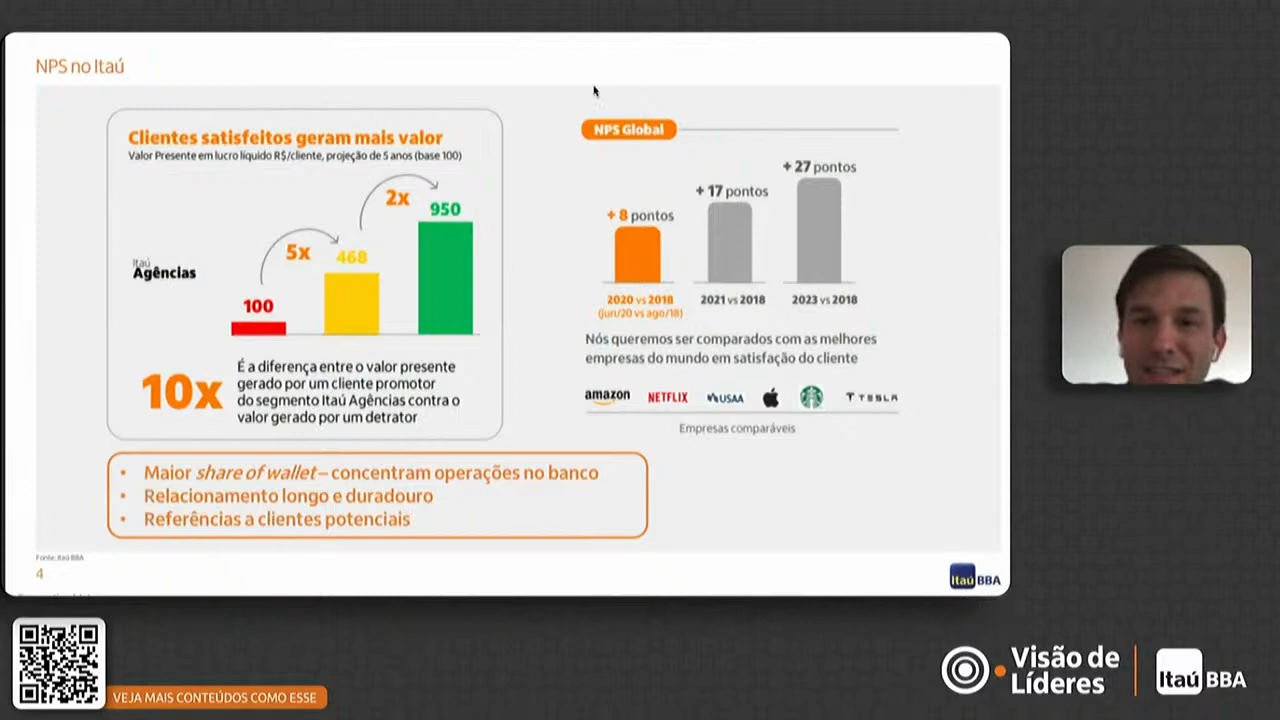 NPS no Itaú
Clientes satisfeitos geram mais valor
Valor Presente em lucro líquido R$/cliente, projeção de 5 anos (base 100)
2x
950
5x
468
Itaú
Agências
100
10x
É a diferença entre o valor presente
gerado por um cliente promotor
do segmento Itaú Agências contra o
valor gerado por um detrator
NPS Global
+ 27 pontos
+ 17 pontos
+ 8 pontos
2020 vs 2018
(jun/20 vs ago/18)
2021 vs 2018
2023 vs 2018
Nós queremos ser comparados com as melhores
empresas do mundo em satisfação do cliente
amazon
NETFLIX
USAA
TESLA
Empresas comparáveis
• Maior share of wallet – concentram operações no banco
• Relacionamento longo e duradouro
• Referências a clientes potenciais
Fonte: Itaú BBA
4
Itaú BBA
VEJA MAIS CONTEÚDOS COMO ESSE
Visão de
Líderes
Itaú BBA